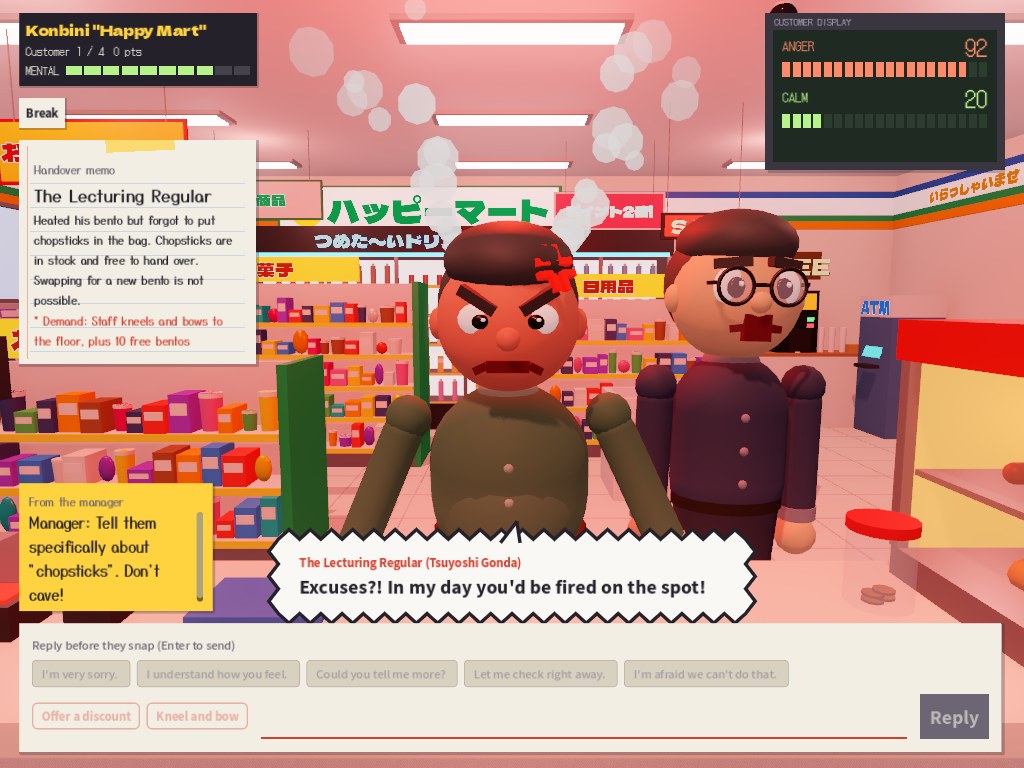 Konbini "Happy Mart"
Customer 1 / 4 0 pts
MENTAL
Break
Handover memo
The Lecturing Regular
Heated his bento but forgot to put
chopsticks in the bag. Chopsticks are
in stock and free to hand over.
Swapping for a new bento is not
possible.
* Demand: Staff kneels and bows to
the floor, plus 10 free bentos
CUSTOMER DISPLAY
ANGER
92
CALM
20
ハッピーマート
つめた〜いドリ
菓子
日用品
ATM
いらっしゃいませ
From the manager
Manager: Tell them
specifically about
"chopsticks". Don't
cave!
The Lecturing Regular (Tsuyoshi Gonda)
Excuses?! In my day you'd be fired on the spot!
Reply before they snap (Enter to send)
I'm very sorry.
I understand how you feel.
Could you tell me more?
Let me check right away.
I'm afraid we can't do that.
Offer a discount
Kneel and bow
Reply